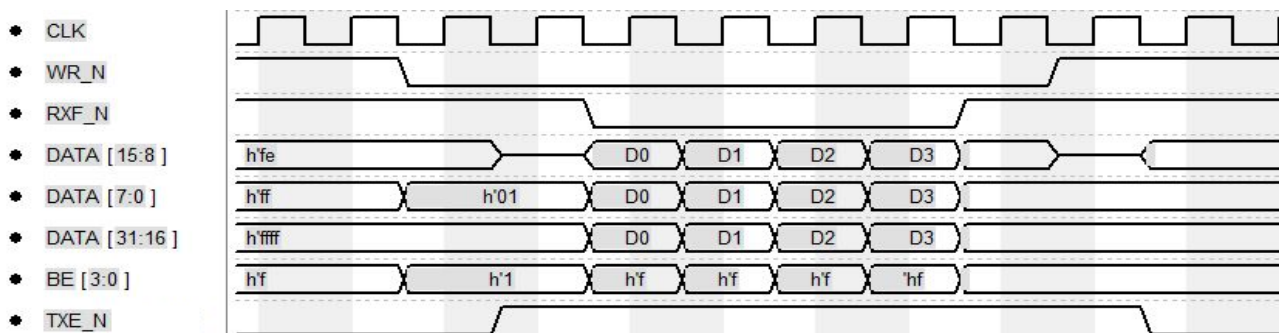 CLK
WR_N
RXF_N
DATA [15:8] h'fe D0 D1 D2 D3
DATA [7:0] h'ff h'01 D0 D1 D2 D3
DATA [31:16] h'ffff D0 D1 D2 D3
BE [3:0] h'f h'1 h'f h'f h'f 'hf
TXE_N